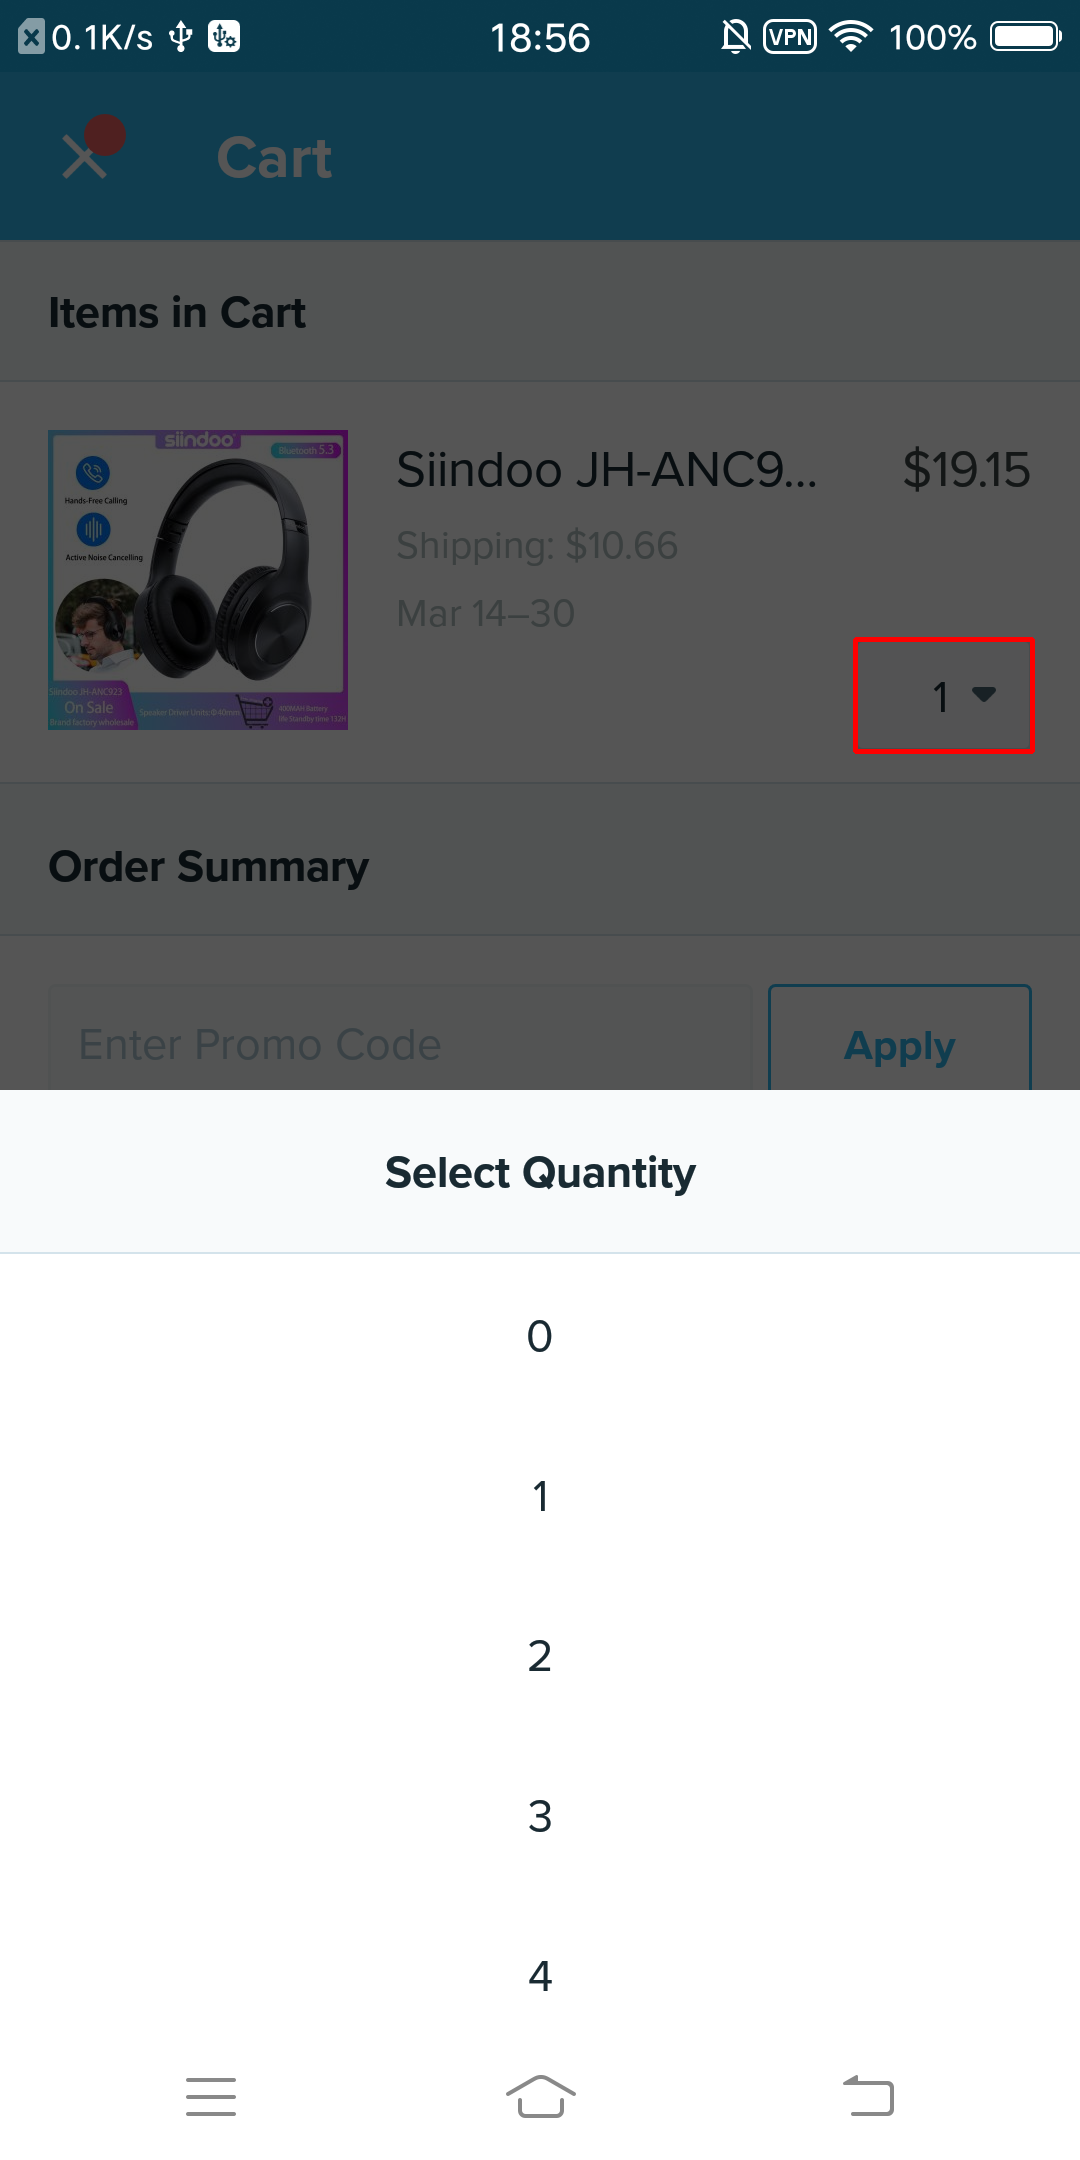 0.1K/s 18:56 VPN 100%
Cart
Items in Cart
siindoo
Bluetooth 5.3
Hands-Free Calling
Active Noise Cancelling
Siindoo JH-ANC923
On Sale
Brand factory wholesale
Speaker Driver Units: Φ40mm
400MAH Battery
life Standby time 132H
Siindoo JH-ANC9... $19.15
Shipping: $10.66
Mar 14–30
1
Order Summary
Enter Promo Code Apply
Select Quantity
0
1
2
3
4